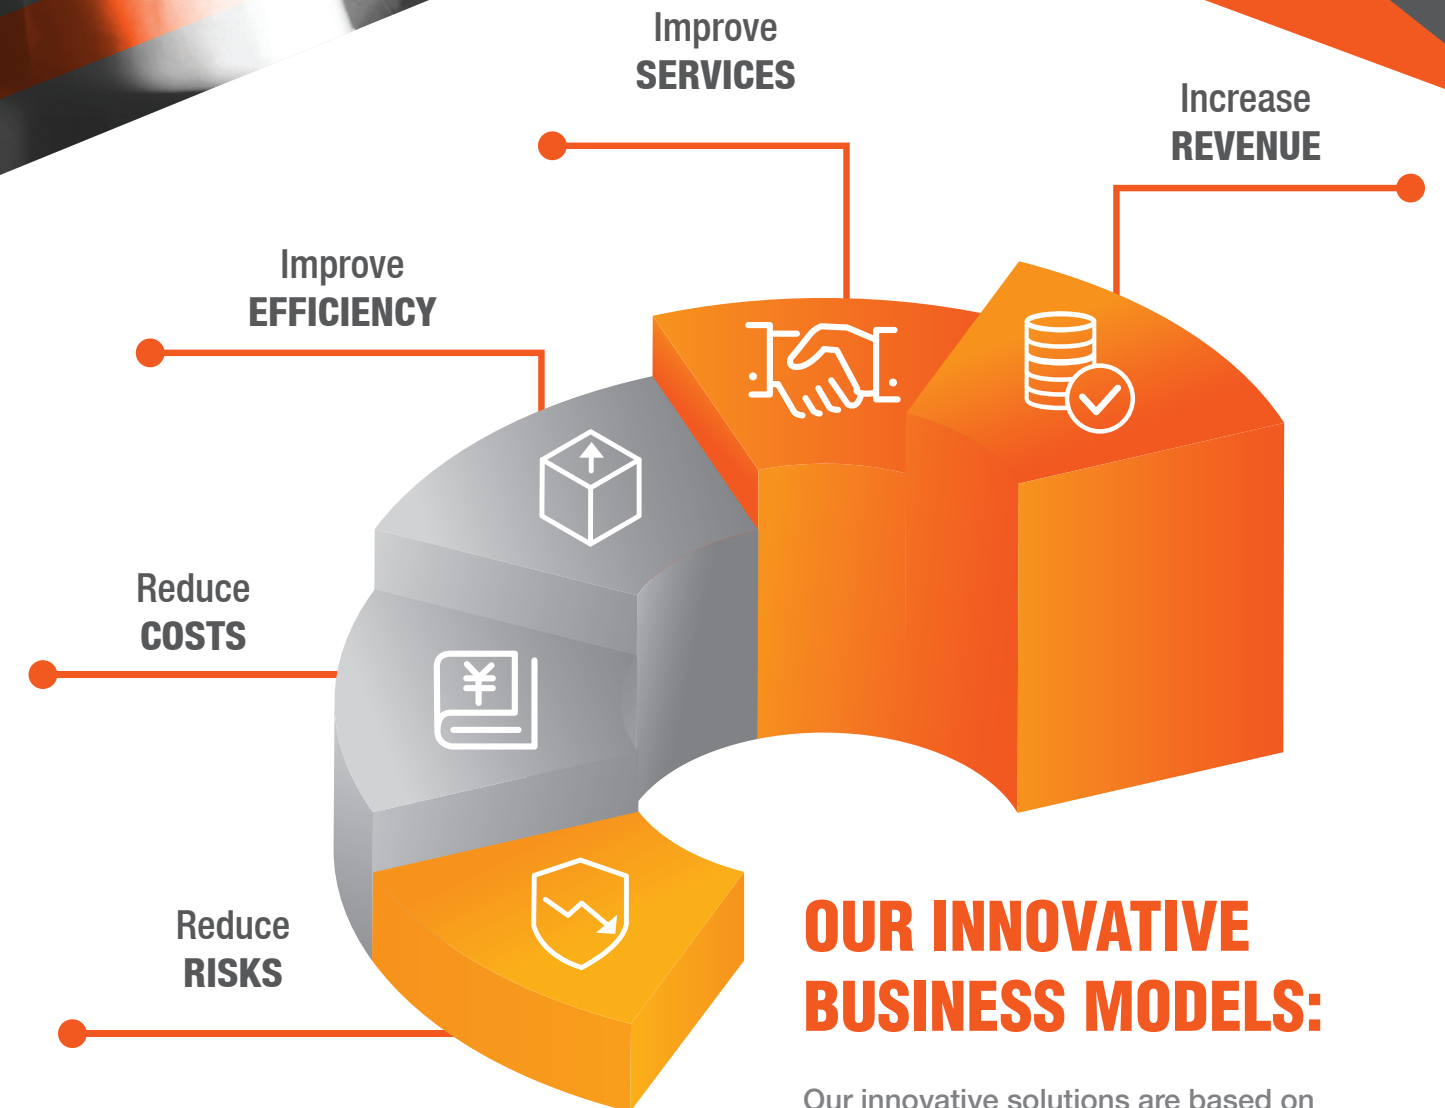 Improve
SERVICES
Increase
REVENUE
Improve
EFFICIENCY
Reduce
COSTS
¥
Reduce
RISKS
OUR INNOVATIVE
BUSINESS MODELS:
Our innovative solutions are based on